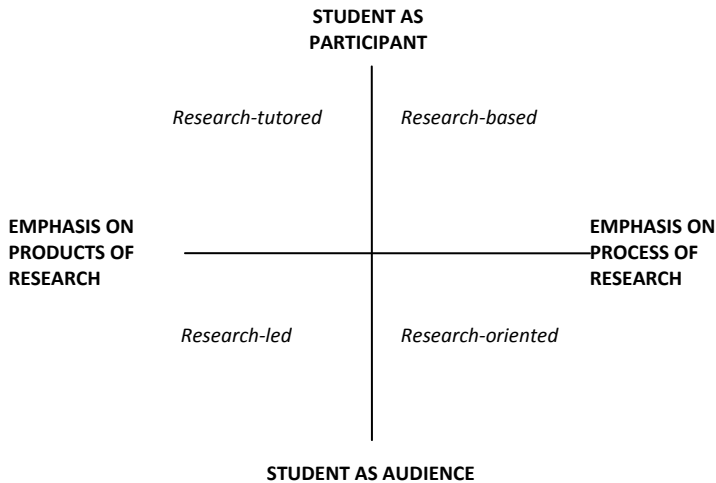 STUDENT AS
PARTICIPANT
Research-tutored
Research-based
EMPHASIS ON
PRODUCTS OF
RESEARCH
EMPHASIS ON
PROCESS OF
RESEARCH
Research-led
Research-oriented
STUDENT AS AUDIENCE